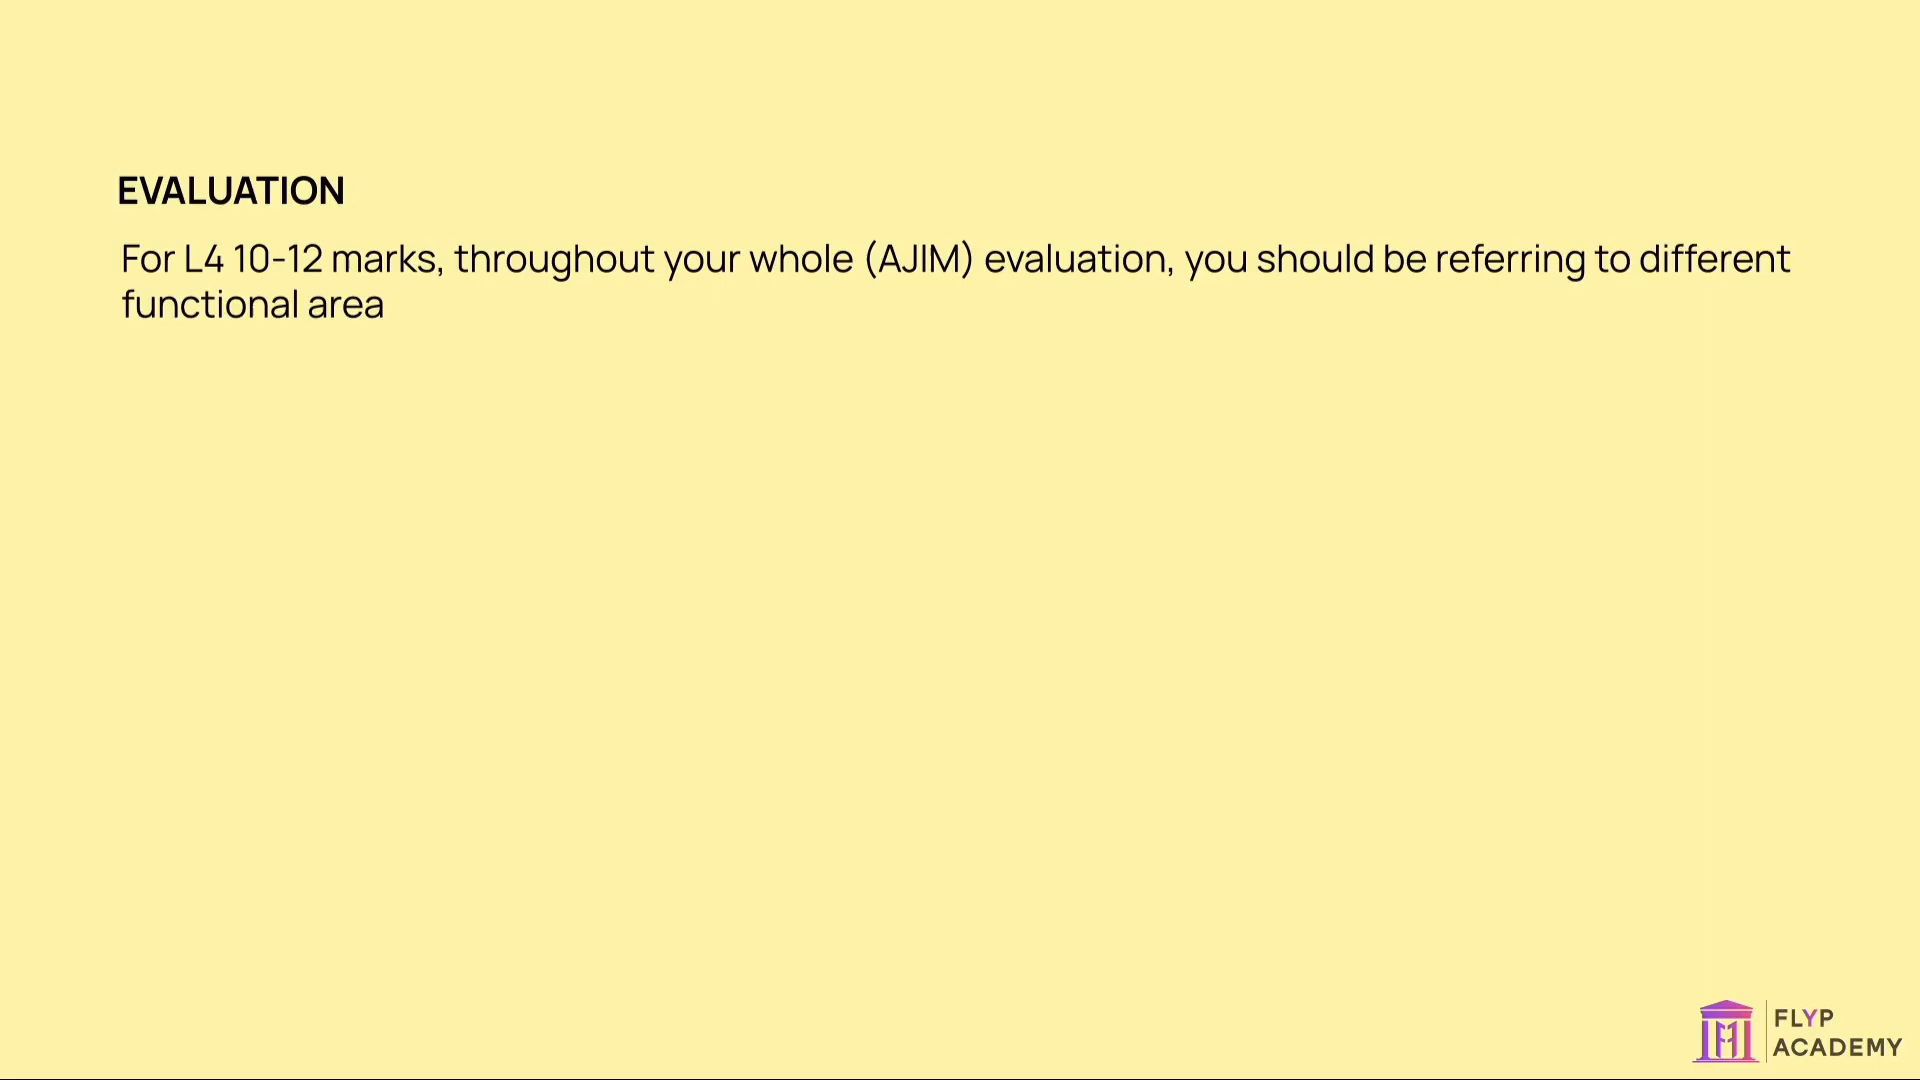 EVALUATION
For L4 10-12 marks, throughout your whole (AJIM) evaluation, you should be referring to different
functional area
FLYP
ACADEMY